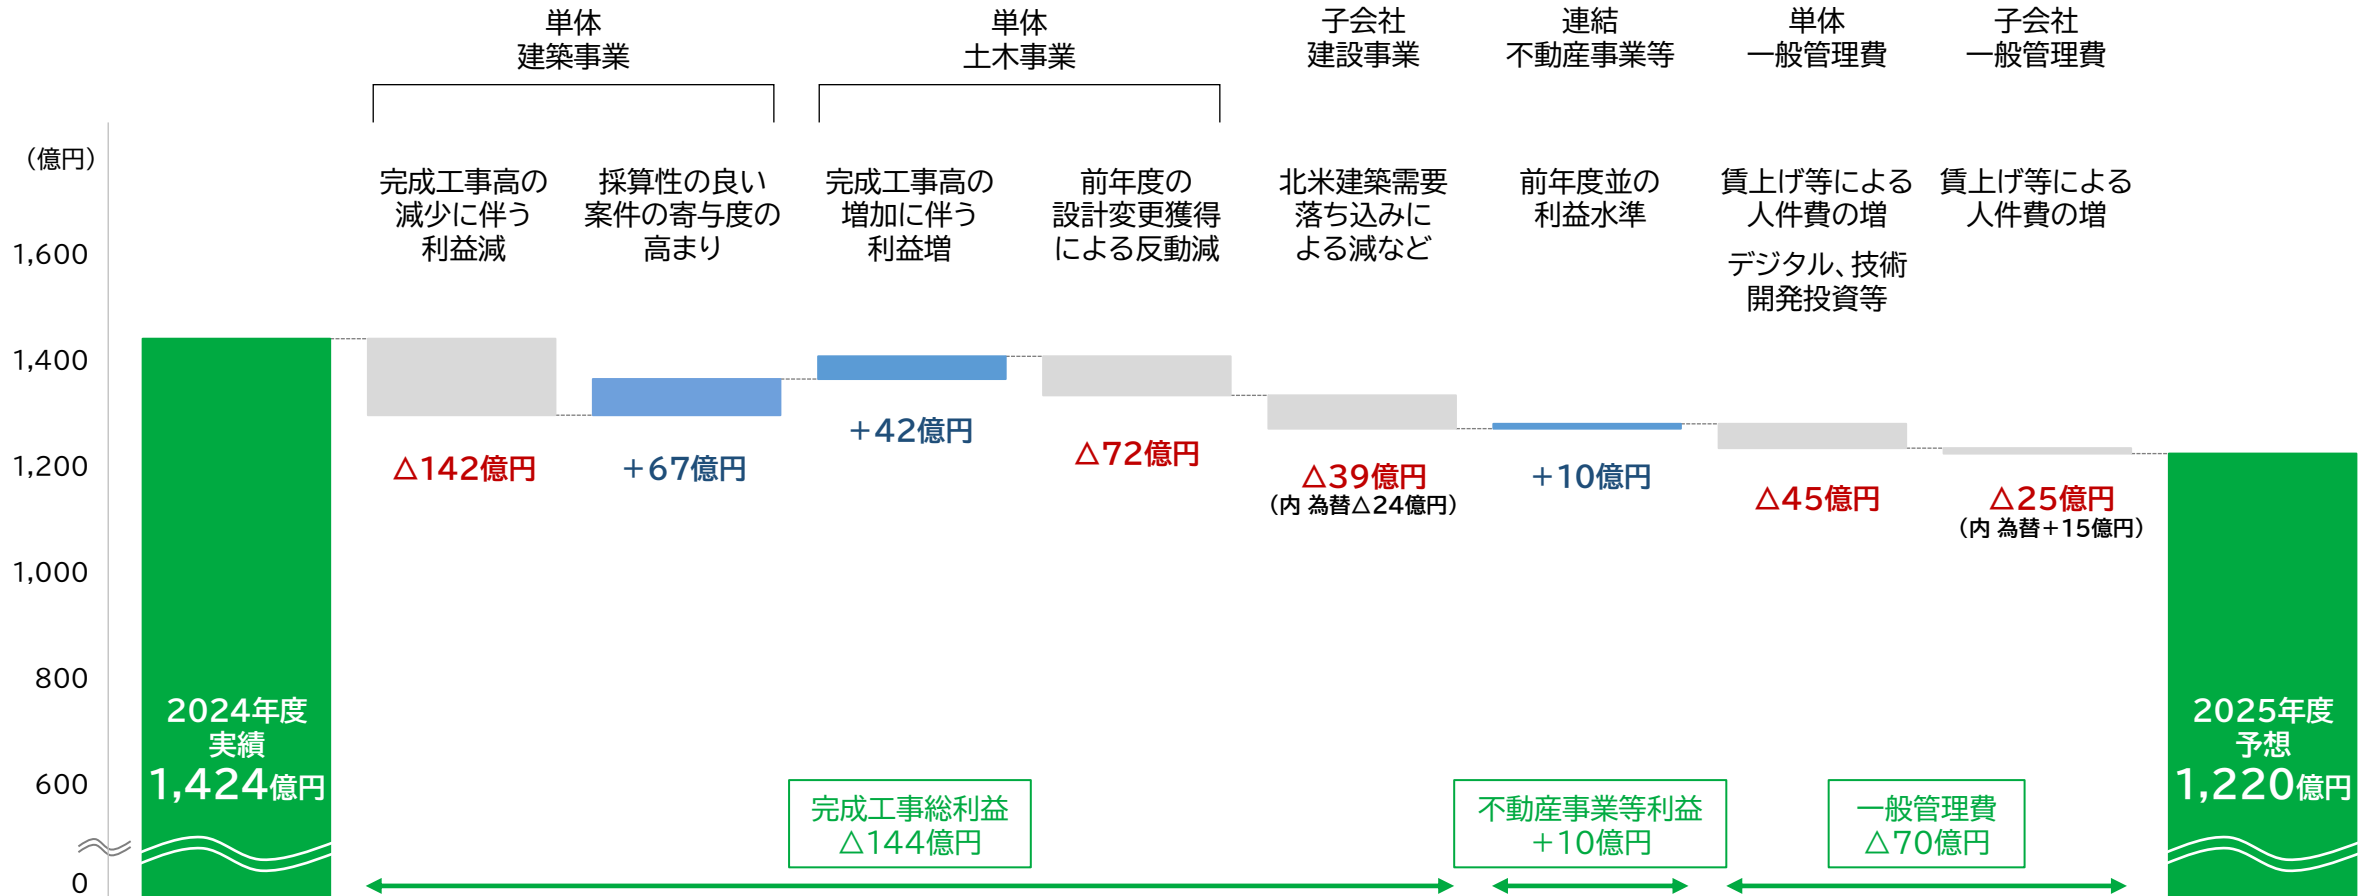 単体
建築事業
単体
土木事業
子会社
建設事業
連結
不動産事業等
単体
一般管理費
子会社
一般管理費
（億円）
完成工事高の
減少に伴う
利益減
採算性の良い
案件の寄与度の
高まり
完成工事高の
増加に伴う
利益増
前年度の
設計変更獲得
による反動減
北米建築需要
落ち込みに
よる減など
前年度並の
利益水準
賃上げ等による
人件費の増
デジタル、技術
開発投資等
賃上げ等による
人件費の増
1,600
1,400
1,200
1,000
800
600
0
△142億円
＋67億円
＋42億円
△72億円
△39億円
（内 為替△24億円）
＋10億円
△45億円
△25億円
（内 為替＋15億円）
2024年度
実績
1,424億円
完成工事総利益
△144億円
不動産事業等利益
＋10億円
一般管理費
△70億円
2025年度
予想
1,220億円